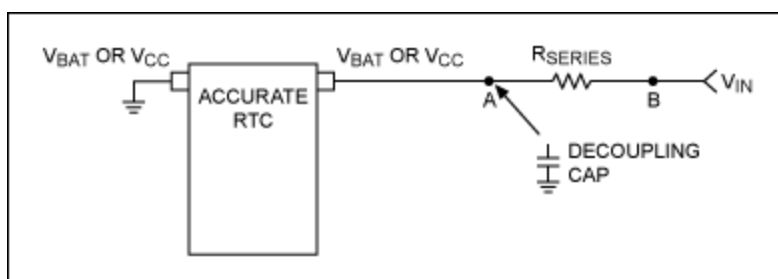 VBAT OR VCC
VBAT OR VCC
RSERIES
ACCURATE
RTC
A
B
VIN
DECOUPLING
CAP